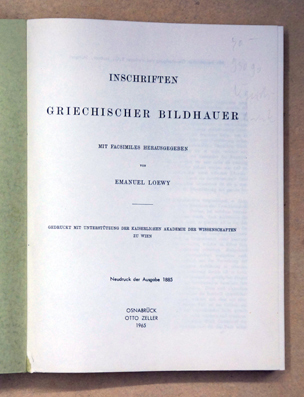 INSCHRIFTEN
GRIECHISCHER BILDHAUER
MIT FACSIMILES HERAUSGEGEBEN
VON
EMANUEL LOEWY
GEDRUCKT MIT UNTERSTÜTZUNG DER KAISERLICHEN AKADEMIE DER WISSENSCHAFTEN
ZU WIEN
Neudruck der Ausgabe 1885
OSNABRÜCK
OTTO ZELLER
1965